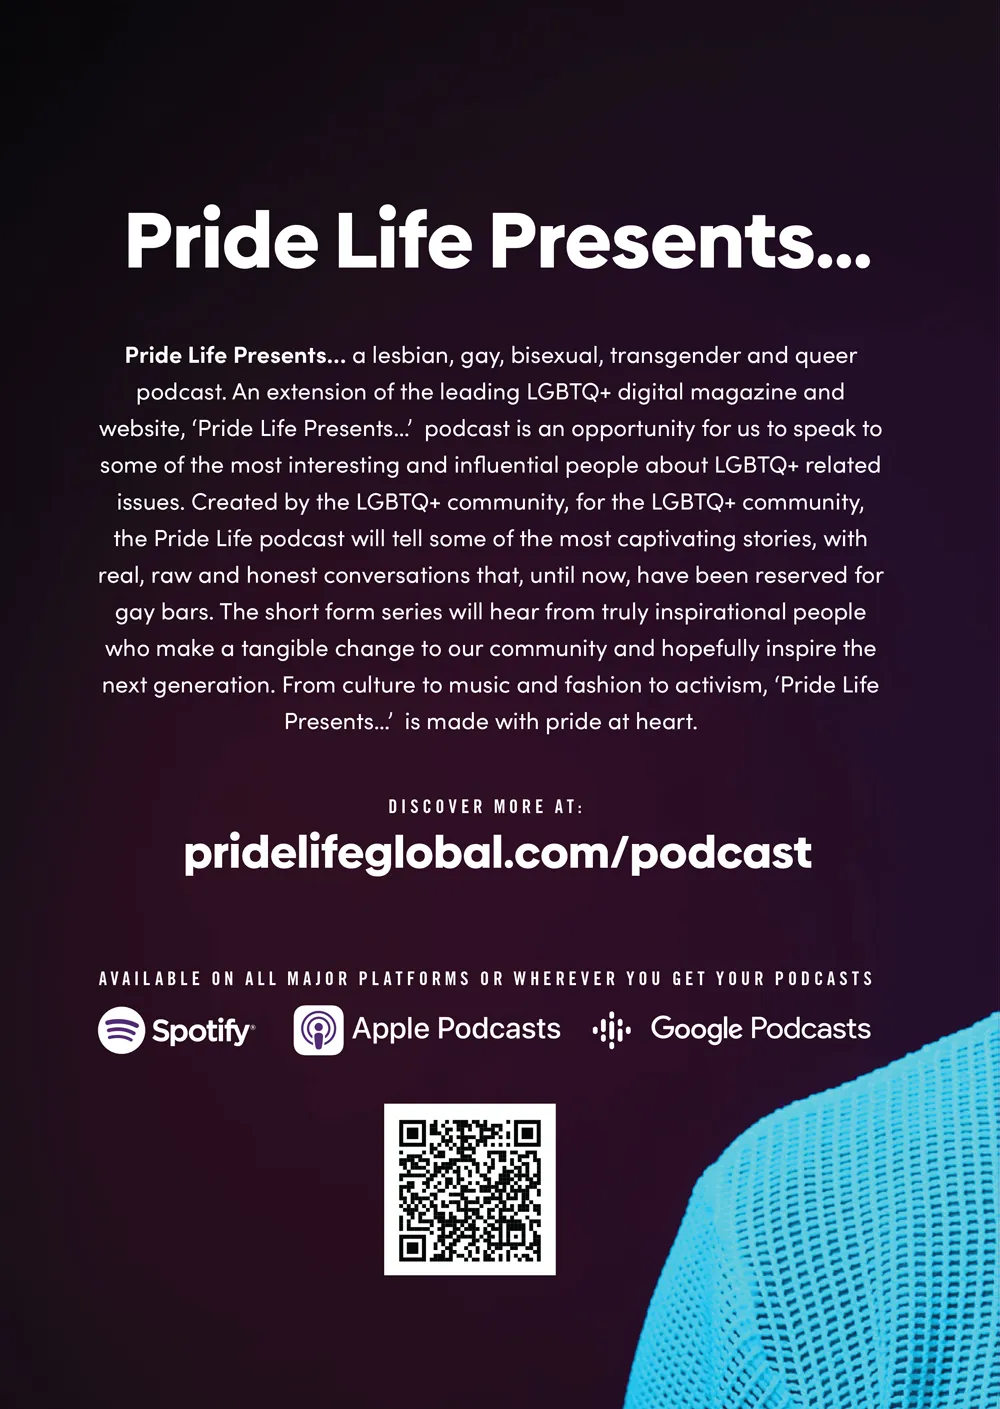 Pride Life Presents...
Pride Life Presents... a lesbian, gay, bisexual, transgender and queer
podcast. An extension of the leading LGBTQ+ digital magazine and
website, ‘Pride Life Presents...’ podcast is an opportunity for us to speak to
some of the most interesting and influential people about LGBTQ+ related
issues. Created by the LGBTQ+ community, for the LGBTQ+ community,
the Pride Life podcast will tell some of the most captivating stories, with
real, raw and honest conversations that, until now, have been reserved for
gay bars. The short form series will hear from truly inspirational people
who make a tangible change to our community and hopefully inspire the
next generation. From culture to music and fashion to activism, ‘Pride Life
Presents...’ is made with pride at heart.
DISCOVER MORE AT:
pridelifeglobal.com/podcast
AVAILABLE ON ALL MAJOR PLATFORMS OR WHEREVER YOU GET YOUR PODCASTS
Spotify® Apple Podcasts Google Podcasts